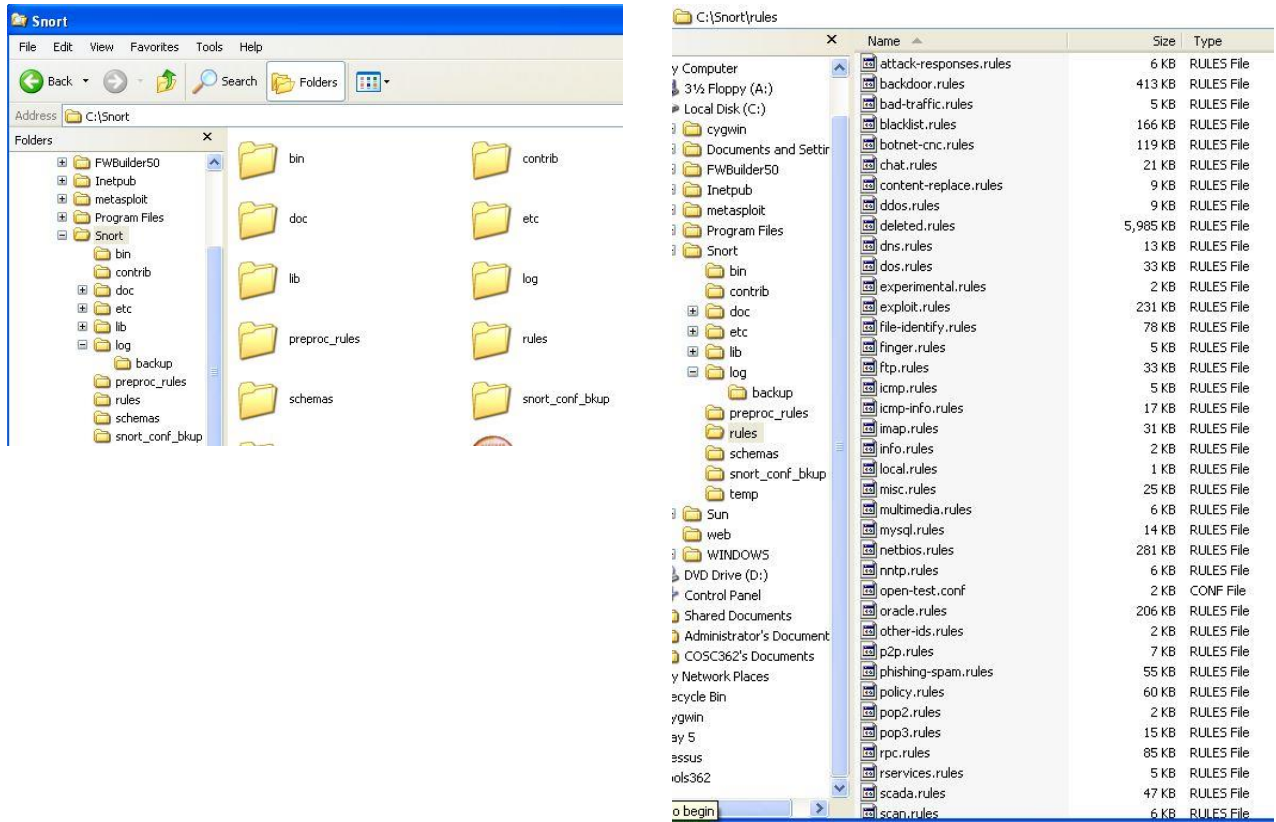 Snort
File Edit View Favorites Tools Help
Back Search Folders
Address C:\Snort
Folders X
FWBuilder50
Inetpub
metasploit
Program Files
Snort
bin
contrib
doc
etc
lib
log
backup
preproc_rules
rules
schemas
snort_conf_bkup
bin contrib
doc etc
lib log
preproc_rules rules
schemas snort_conf_bkup
C:\Snort\rules
X
y Computer
3½ Floppy (A:)
Local Disk (C:)
cygwin
Documents and Settir
FWBuilder50
Inetpub
metasploit
Program Files
Snort
bin
contrib
doc
etc
lib
log
backup
preproc_rules
rules
schemas
snort_conf_bkup
temp
Sun
web
WINDOWS
DVD Drive (D:)
Control Panel
Shared Documents
Administrator's Document
COSC362's Documents
y Network Places
ecycle Bin
ygwin
ay 5
essus
ols362
o begin
Name Size Type
attack-responses.rules 6 KB RULES File
backdoor.rules 413 KB RULES File
bad-traffic.rules 5 KB RULES File
blacklist.rules 166 KB RULES File
botnet-cnc.rules 119 KB RULES File
chat.rules 21 KB RULES File
content-replace.rules 9 KB RULES File
ddos.rules 9 KB RULES File
deleted.rules 5,985 KB RULES File
dns.rules 13 KB RULES File
dos.rules 33 KB RULES File
experimental.rules 2 KB RULES File
exploit.rules 231 KB RULES File
file-identify.rules 78 KB RULES File
finger.rules 5 KB RULES File
ftp.rules 33 KB RULES File
icmp.rules 5 KB RULES File
icmp-info.rules 17 KB RULES File
imap.rules 31 KB RULES File
info.rules 2 KB RULES File
local.rules 1 KB RULES File
misc.rules 25 KB RULES File
multimedia.rules 6 KB RULES File
mysql.rules 14 KB RULES File
netbios.rules 281 KB RULES File
nntp.rules 6 KB RULES File
open-test.conf 2 KB CONF File
oracle.rules 206 KB RULES File
other-ids.rules 2 KB RULES File
p2p.rules 7 KB RULES File
phishing-spam.rules 55 KB RULES File
policy.rules 60 KB RULES File
pop2.rules 2 KB RULES File
pop3.rules 15 KB RULES File
rpc.rules 85 KB RULES File
rservices.rules 5 KB RULES File
scada.rules 47 KB RULES File
scan.rules 6 KB RULES File